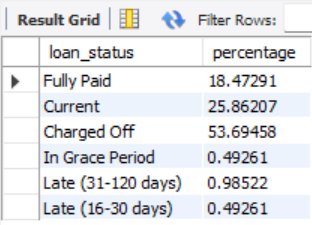 Result Grid Filter Rows:
loan_status percentage
Fully Paid 18.47291
Current 25.86207
Charged Off 53.69458
In Grace Period 0.49261
Late (31-120 days) 0.98522
Late (16-30 days) 0.49261